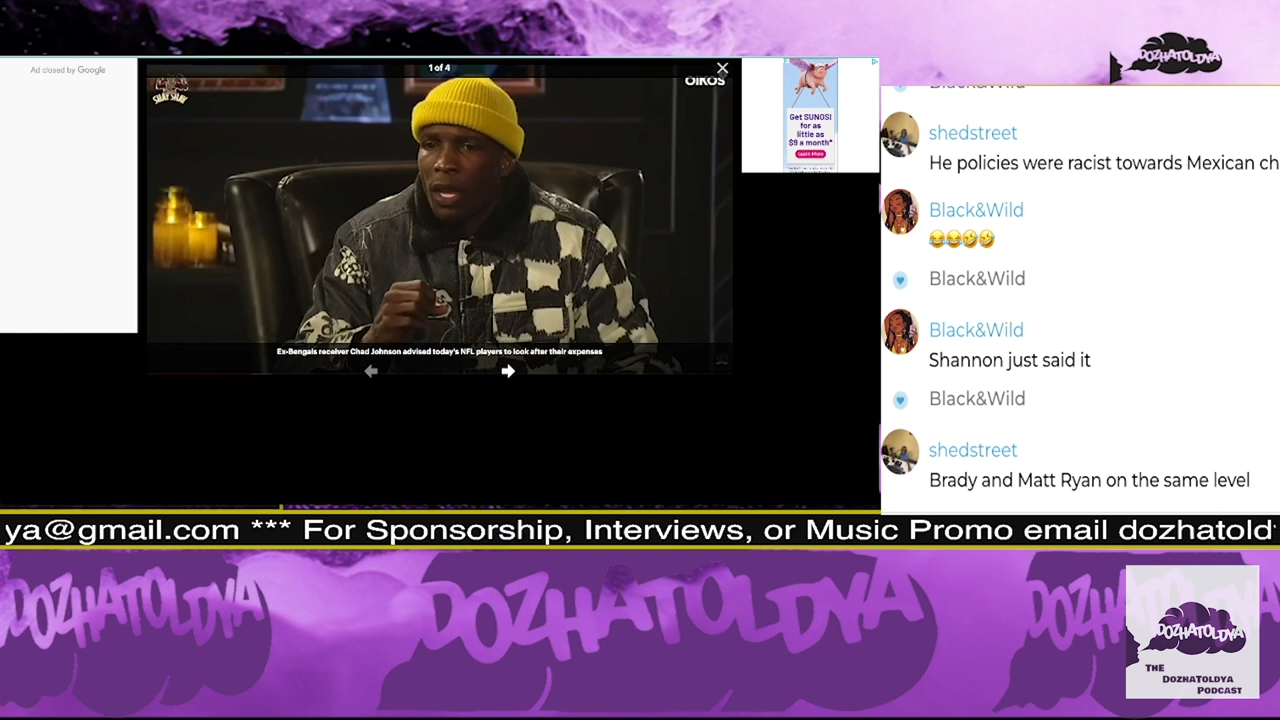 DOZHATOLDYA
Ad closed by Google
1 of 4
SHAY SHAY
OIKOS
Get SUNOSI
for as
little as
$9 a month*
Learn More
Ex-Bengals receiver Chad Johnson advised today's NFL players to look after their expenses
Black&Wild
shedstreet
He policies were racist towards Mexican ch
Black&Wild
😂😂🤣🤣
Black&Wild
Black&Wild
Shannon just said it
Black&Wild
shedstreet
Brady and Matt Ryan on the same level
ya@gmail.com *** For Sponsorship, Interviews, or Music Promo email dozhatold
DOZHATOLDYA
DOZHATOLDYA
DOZHATOLDYA
THE
DOZHATOLDYA
PODCAST